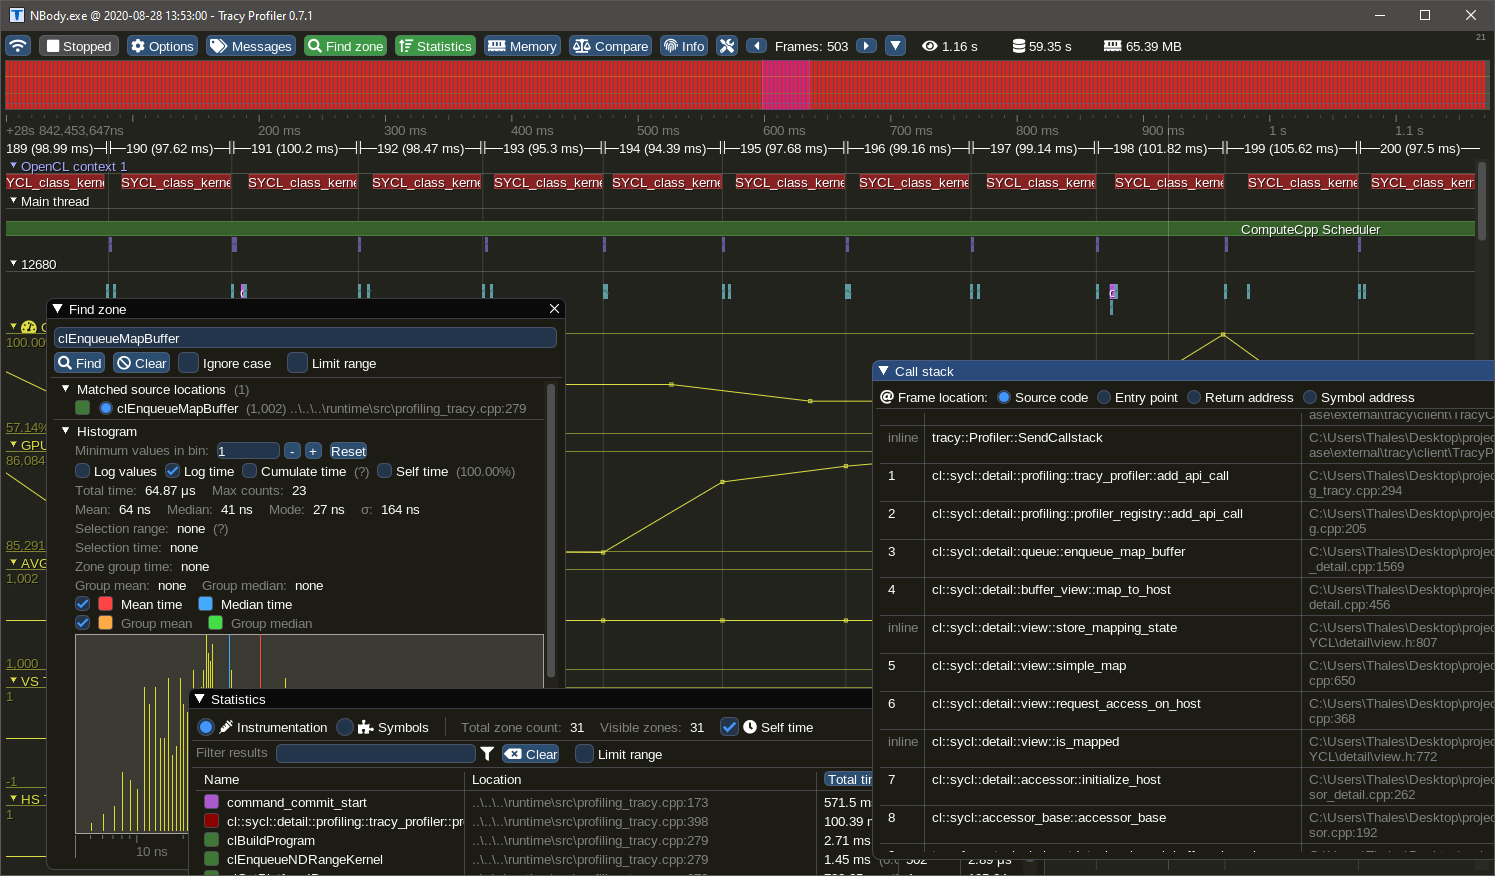 NBody.exe @ 2020-08-28 13:53:00 - Tracy Profiler 0.7.1
Stopped Options Messages Find zone Statistics Memory Compare Info Frames: 503 1.16 s 59.35 s 65.39 MB 21
+28s 842,453,647ns 200 ms 300 ms 400 ms 500 ms 600 ms 700 ms 800 ms 900 ms 1 s 1.1 s
189 (98.99 ms) 190 (97.62 ms) 191 (100.2 ms) 192 (98.47 ms) 193 (95.3 ms) 194 (94.39 ms) 195 (97.68 ms) 196 (99.16 ms) 197 (99.14 ms) 198 (101.82 ms) 199 (105.62 ms) 200 (97.5 ms)
OpenCL context 1
YCL_class_kerne SYCL_class_kerne SYCL_class_kerne SYCL_class_kerne SYCL_class_kerne SYCL_class_kerne SYCL_class_kerne SYCL_class_kerne SYCL_class_kerne SYCL_class_kerne SYCL_class_kerne SYCL_class_kerr
Main thread
ComputeCpp Scheduler
12680
100.00
57.14%
GPU
86,084
85,291
AVG
1,002
1,000
VS T
1
-1
HS T
1
Find zone
clEnqueueMapBuffer
Find Clear Ignore case Limit range
Matched source locations (1)
clEnqueueMapBuffer (1,002) ..\..\..\runtime\src\profiling_tracy.cpp:279
Histogram
Minimum values in bin: 1 - + Reset
Log values Log time Cumulate time (?) Self time (100.00%)
Total time: 64.87 μs Max counts: 23
Mean: 64 ns Median: 41 ns Mode: 27 ns σ: 164 ns
Selection range: none (?)
Selection time: none
Zone group time: none
Group mean: none Group median: none
Mean time Median time
Group mean Group median
10 ns
Statistics
Instrumentation Symbols Total zone count: 31 Visible zones: 31 Self time
Filter results Clear Limit range
Name Location Total tin
command_commit_start ..\..\..\runtime\src\profiling_tracy.cpp:173 571.5 m
cl::sycl::detail::profiling::tracy_profiler::pr ..\..\..\runtime\src\profiling_tracy.cpp:398 100.39 r
clBuildProgram ..\..\..\runtime\src\profiling_tracy.cpp:279 2.71 ms
clEnqueueNDRangeKernel ..\..\..\runtime\src\profiling_tracy.cpp:279 1.45 ms
Call stack
Frame location: Source code Entry point Return address Symbol address
ase\external\tracy\client\TracyC
inline tracy::Profiler::SendCallstack C:\Users\Thales\Desktop\projec
ase\external\tracy\client\TracyP
1 cl::sycl::detail::profiling::tracy_profiler::add_api_call C:\Users\Thales\Desktop\projec
g_tracy.cpp:294
2 cl::sycl::detail::profiling::profiler_registry::add_api_call C:\Users\Thales\Desktop\projec
g.cpp:205
3 cl::sycl::detail::queue::enqueue_map_buffer C:\Users\Thales\Desktop\projec
_detail.cpp:1569
4 cl::sycl::detail::buffer_view::map_to_host C:\Users\Thales\Desktop\projec
detail.cpp:456
inline cl::sycl::detail::view::store_mapping_state C:\Users\Thales\Desktop\projec
YCL\detail\view.h:807
5 cl::sycl::detail::view::simple_map C:\Users\Thales\Desktop\projec
cpp:650
6 cl::sycl::detail::view::request_access_on_host C:\Users\Thales\Desktop\projec
cpp:368
inline cl::sycl::detail::view::is_mapped C:\Users\Thales\Desktop\projec
YCL\detail\view.h:772
7 cl::sycl::detail::accessor::initialize_host C:\Users\Thales\Desktop\projec
sor_detail.cpp:262
8 cl::sycl::accessor_base::accessor_base C:\Users\Thales\Desktop\projec
sor.cpp:192